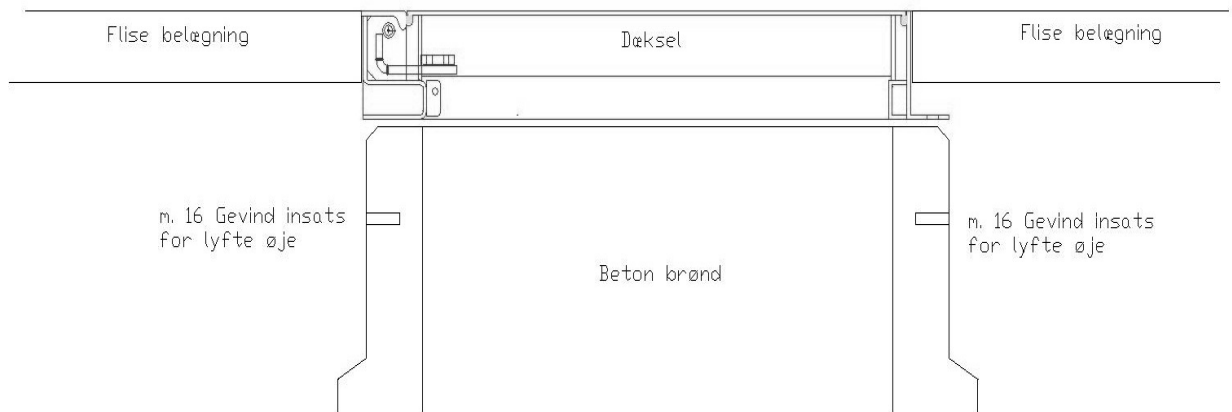 Flise belægning
Dæksel
Flise belægning
m. 16 Gevind insats
for lyfte øje
m. 16 Gevind insats
for lyfte øje
Beton brønd